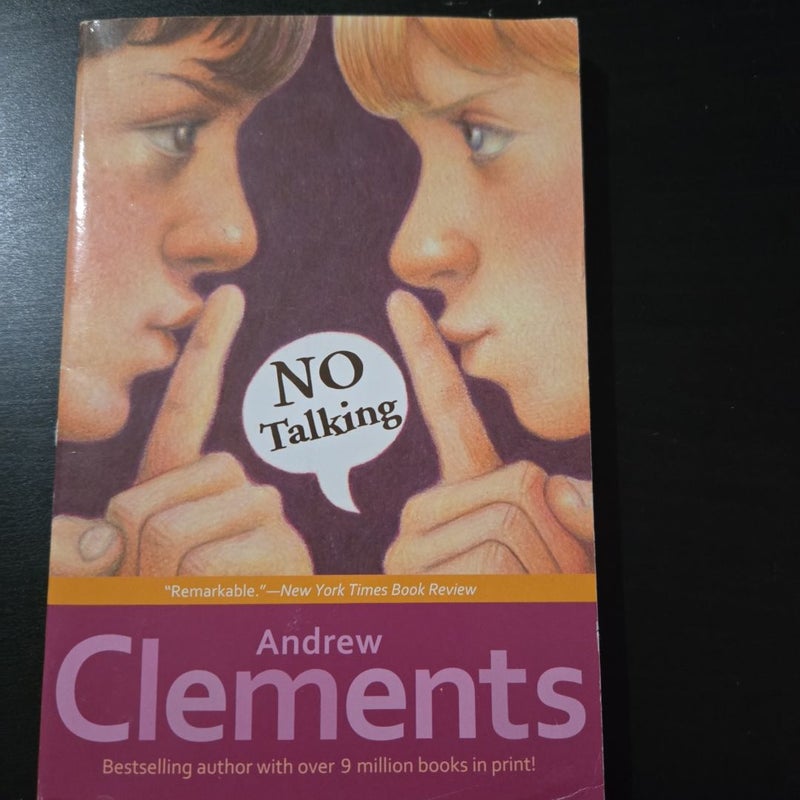 NO
Talking
“Remarkable.”—New York Times Book Review
Andrew
Clements
Bestselling author with over 9 million books in print!